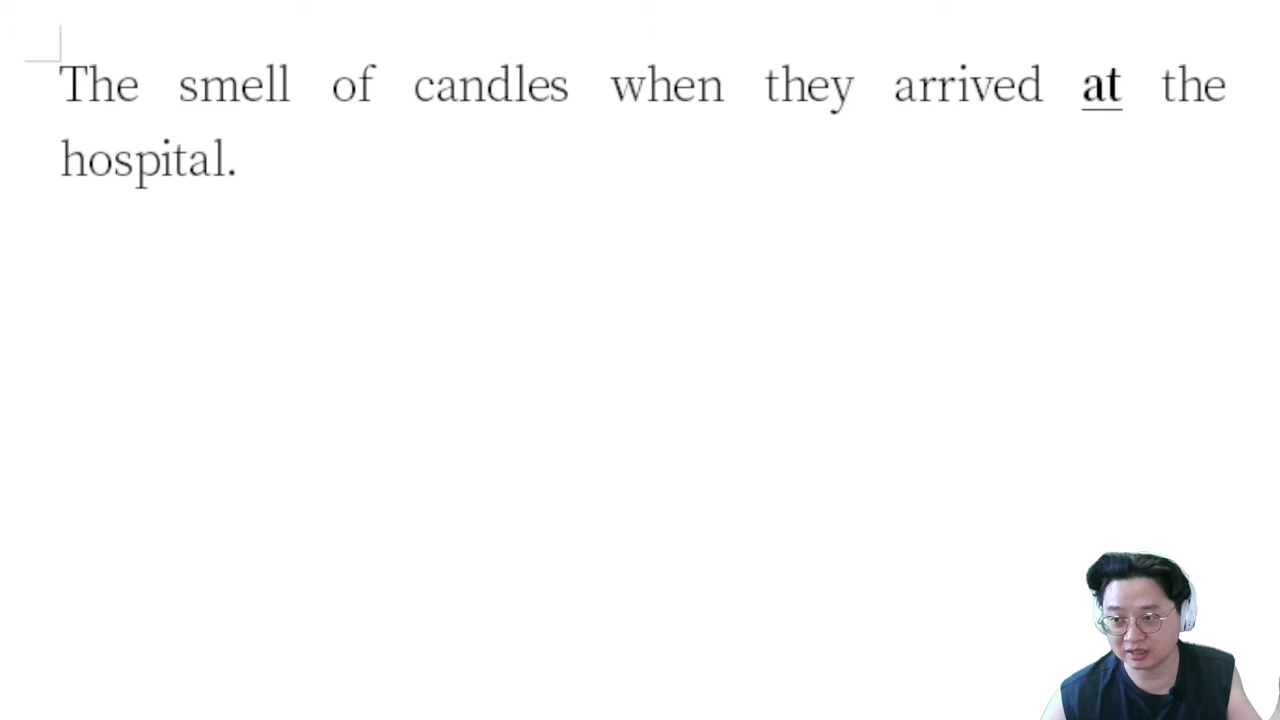 The smell of candles when they arrived at the
hospital.